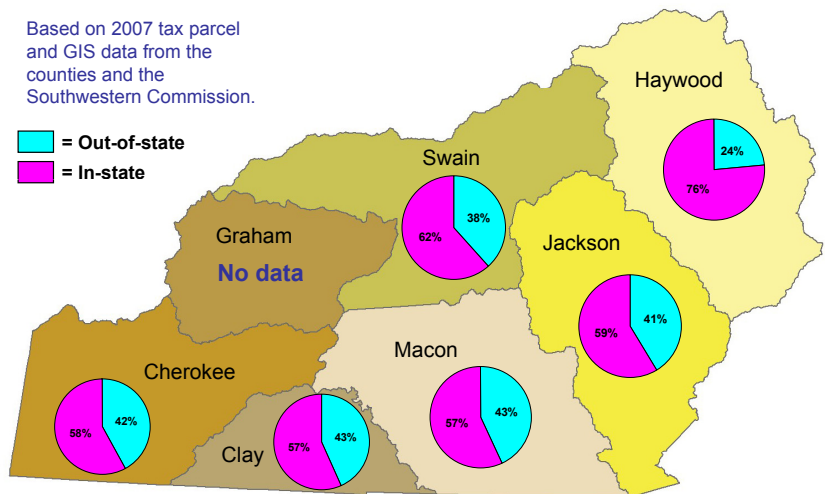 Based on 2007 tax parcel
and GIS data from the
counties and the
Southwestern Commission.
= Out-of-state
= In-state
Haywood
24%
76%
Swain
38%
62%
Graham
No data
Jackson
41%
59%
Macon
43%
57%
Cherokee
42%
58%
Clay
43%
57%